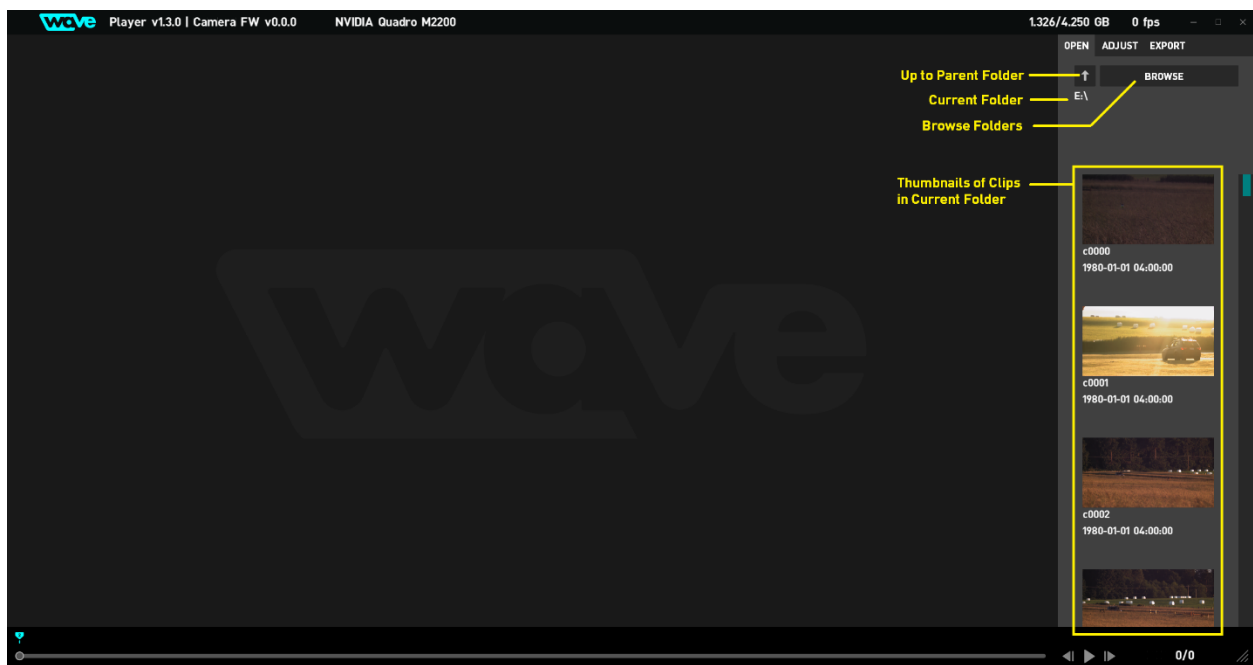 wave Player v1.3.0 | Camera FW v0.0.0 NVIDIA Quadro M2200 1.326/4.250 GB 0 fps
OPEN ADJUST EXPORT
Up to Parent Folder BROWSE
Current Folder E:\
Browse Folders
Thumbnails of Clips
in Current Folder
c0000
1980-01-01 04:00:00
wave
c0001
1980-01-01 04:00:00
c0002
1980-01-01 04:00:00
0/0